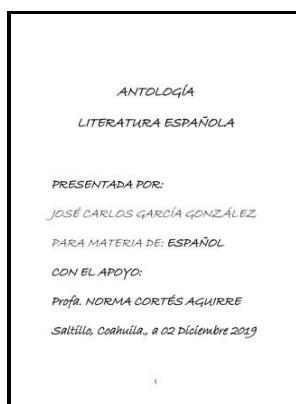 ANTOLOGÍA
LITERATURA ESPAÑOLA
PRESENTADA POR:
JOSÉ CARLOS GARCÍA GONZÁLEZ
PARA MATERIA DE: ESPAÑOL
CON EL APOYO:
Profa. NORMA CORTÉS AGUIRRE
Saltillo, Coahuila., a 02 Diciembre 2019
1